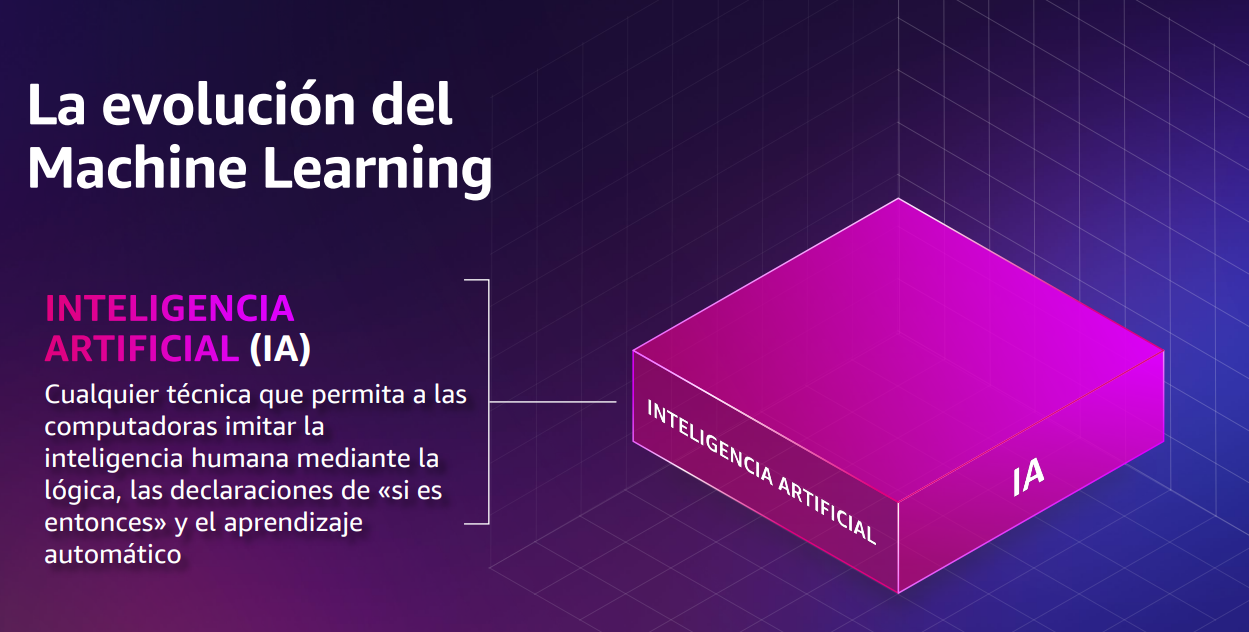 La evolución del
Machine Learning
INTELIGENCIA
ARTIFICIAL (IA)
Cualquier técnica que permita a las
computadoras imitar la
inteligencia humana mediante la
lógica, las declaraciones de «si es
entonces» y el aprendizaje
automático
INTELIGENCIA ARTIFICIAL
IA